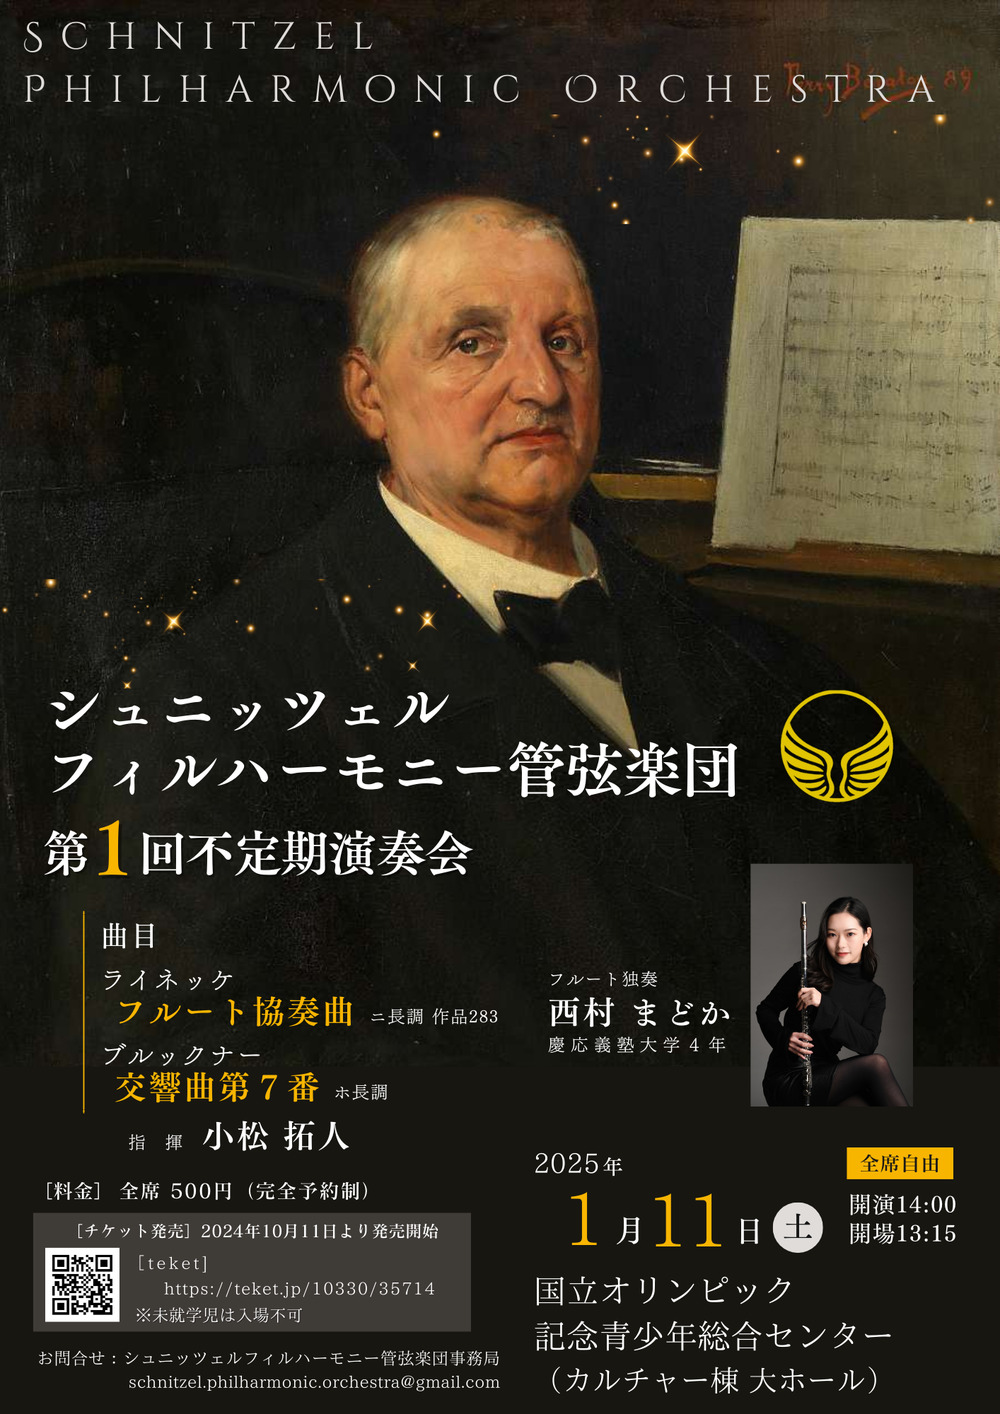 SCHNITZEL
PHILHARMONIC ORCHESTRA
89
シュニッツェル
フィルハーモニー管弦楽団
第1回不定期演奏会
曲目
ライネッケ
フルート協奏曲 ニ長調 作品283
ブルックナー
交響曲第7番 ホ長調
指 揮 小松 拓人
フルート独奏
西村 まどか
慶応義塾大学4年
［料金］ 全席 500円（完全予約制）
［チケット発売］2024年10月11日より発売開始
［teket］
https://teket.jp/10330/35714
※未就学児は入場不可
お問合せ：シュニッツェルフィルハーモニー管弦楽団事務局
schnitzel.philharmonic.orchestra@gmail.com
2025年
1月11日 土
全席自由
開演14:00
開場13:15
国立オリンピック
記念青少年総合センター
（カルチャー棟 大ホール）